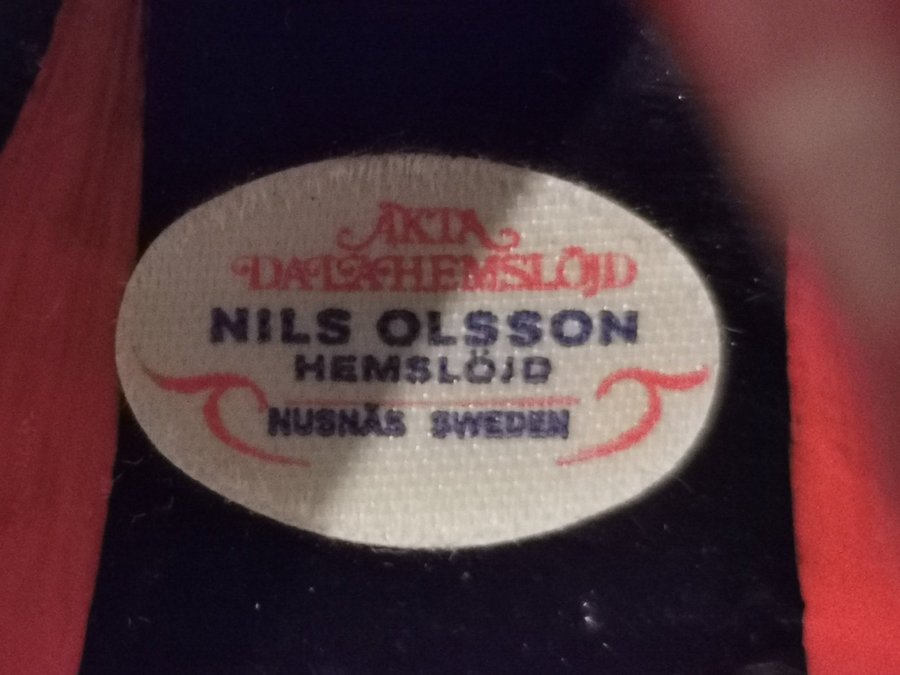 ÄKTA
DALAHEMSLÖJD
NILS OLSSON
HEMSLÖJD
NUSNÄS SWEDEN